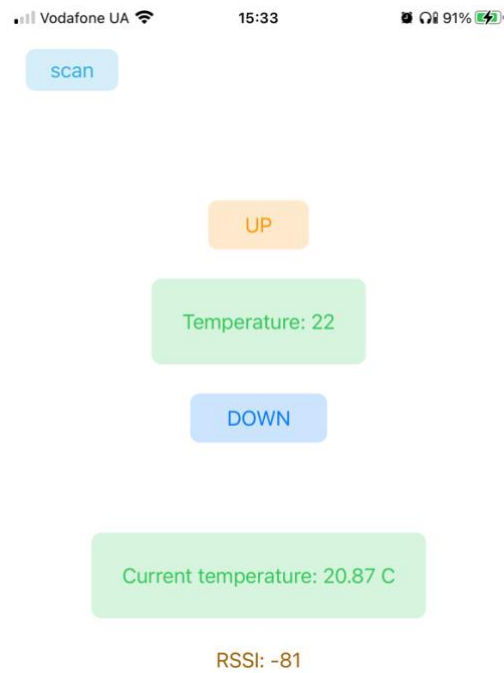 Vodafone UA 15:33 91%
scan
UP
Temperature: 22
DOWN
Current temperature: 20.87 C
RSSI: -81